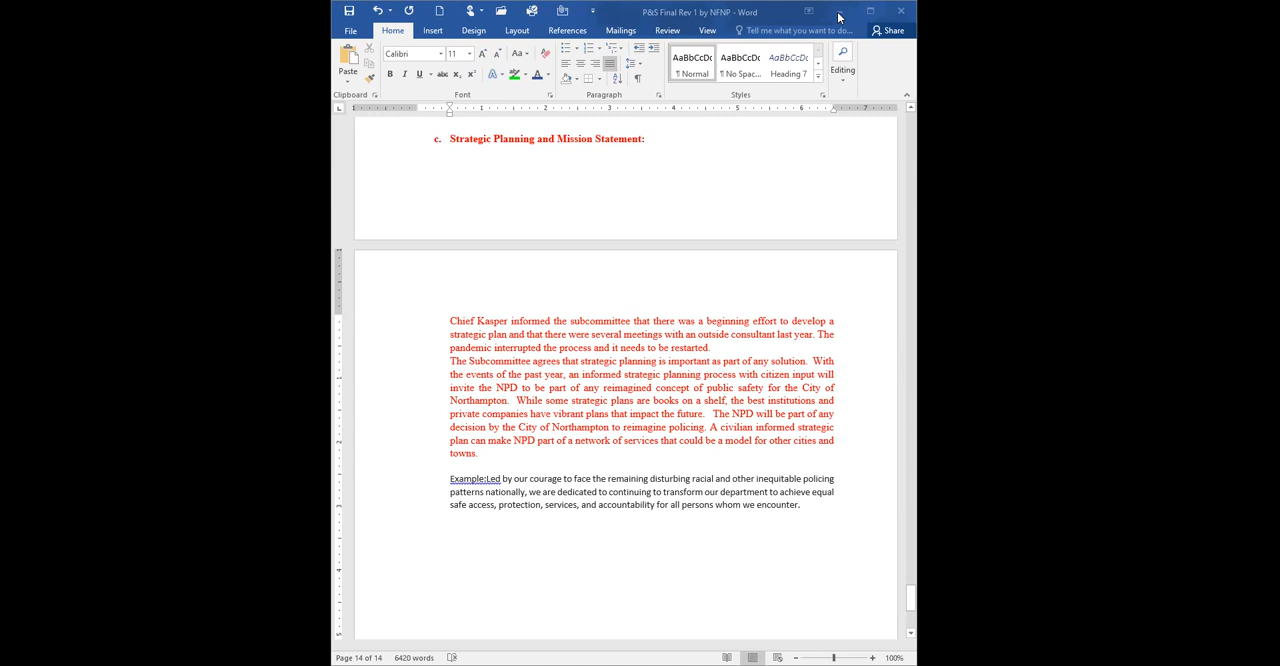 P&S Final Rev 1 by NFNP - Word
File Home Insert Design Layout References Mailings Review View Tell me what you want to do... Share
Calibri 11 Aa
Paste
B I U abc x₂ x² A A
AaBbCcDc AaBbCcDc AaBbCcDc
¶ Normal ¶ No Spac... Heading 7
Editing
Clipboard Font Paragraph Styles
1 1 2 3 4 5 6 7
c. Strategic Planning and Mission Statement:
Chief Kasper informed the subcommittee that there was a beginning effort to develop a
strategic plan and that there were several meetings with an outside consultant last year. The
pandemic interrupted the process and it needs to be restarted.
The Subcommittee agrees that strategic planning is important as part of any solution. With
the events of the past year, an informed strategic planning process with citizen input will
invite the NPD to be part of any reimagined concept of public safety for the City of
Northampton. While some strategic plans are books on a shelf, the best institutions and
private companies have vibrant plans that impact the future. The NPD will be part of any
decision by the City of Northampton to reimagine policing. A civilian informed strategic
plan can make NPD part of a network of services that could be a model for other cities and
towns.
Example:Led by our courage to face the remaining disturbing racial and other inequitable policing
patterns nationally, we are dedicated to continuing to transform our department to achieve equal
safe access, protection, services, and accountability for all persons whom we encounter.
Page 14 of 14 6420 words 100%